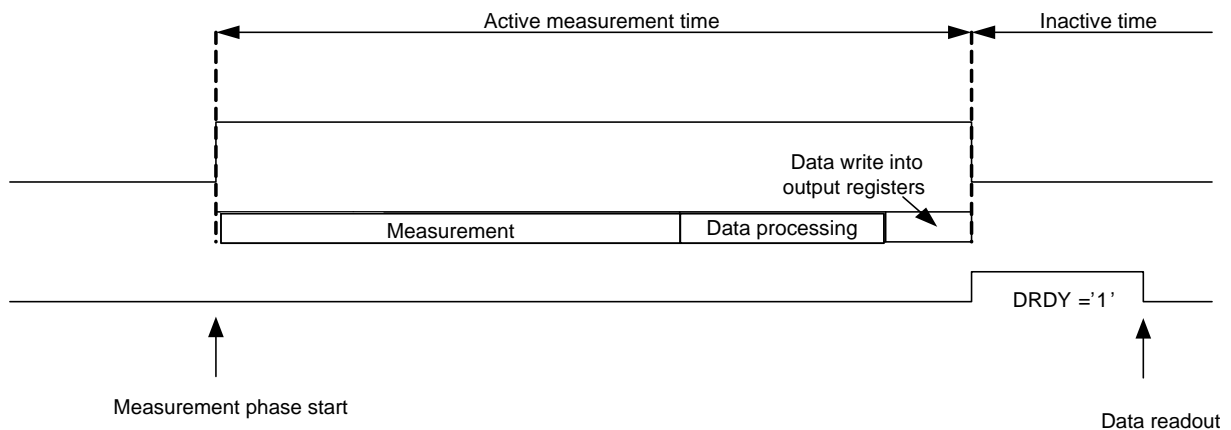 Active measurement time
Inactive time
Data write into
output registers
Measurement
Data processing
DRDY ='1'
Measurement phase start
Data readout